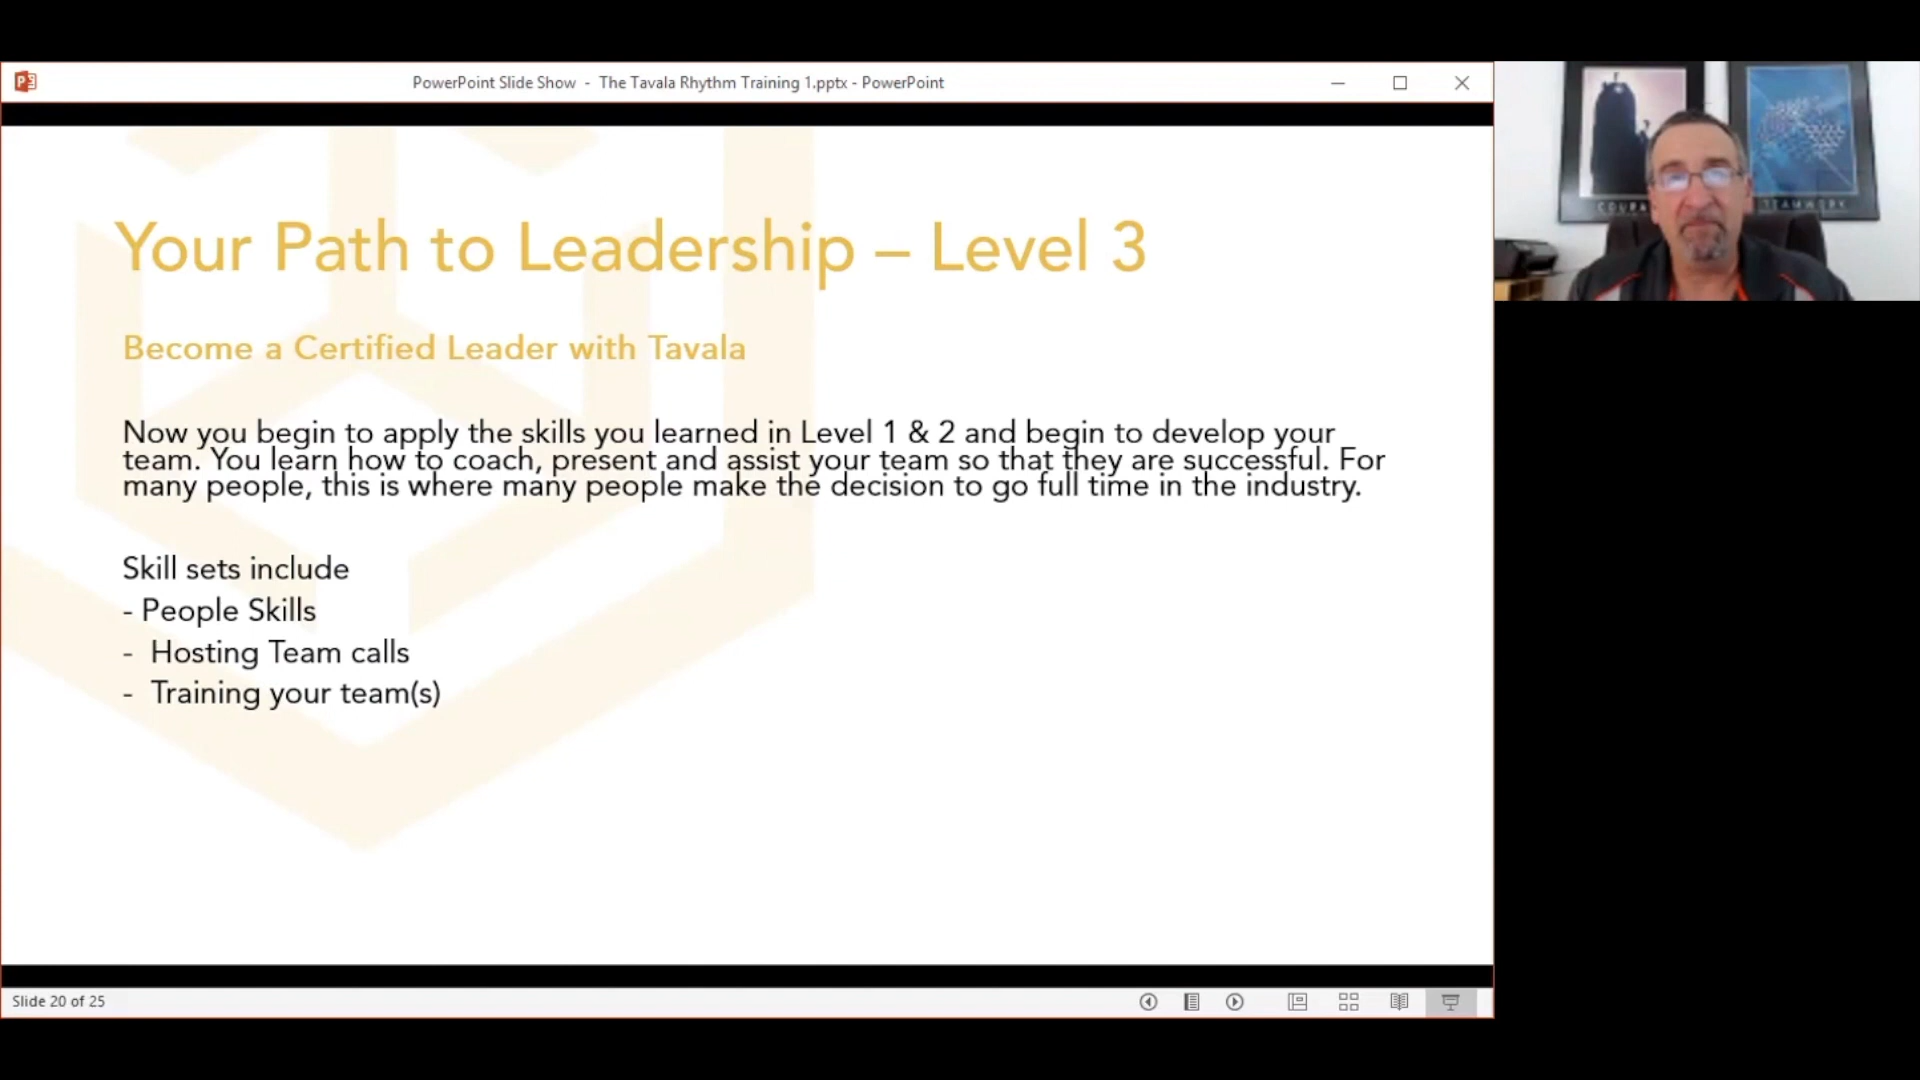 PowerPoint Slide Show - The Tavala Rhythm Training 1.pptx - PowerPoint
Your Path to Leadership – Level 3
Become a Certified Leader with Tavala
Now you begin to apply the skills you learned in Level 1 & 2 and begin to develop your
team. You learn how to coach, present and assist your team so that they are successful. For
many people, this is where many people make the decision to go full time in the industry.
Skill sets include
- People Skills
- Hosting Team calls
- Training your team(s)
Slide 20 of 25
TEAMWORK